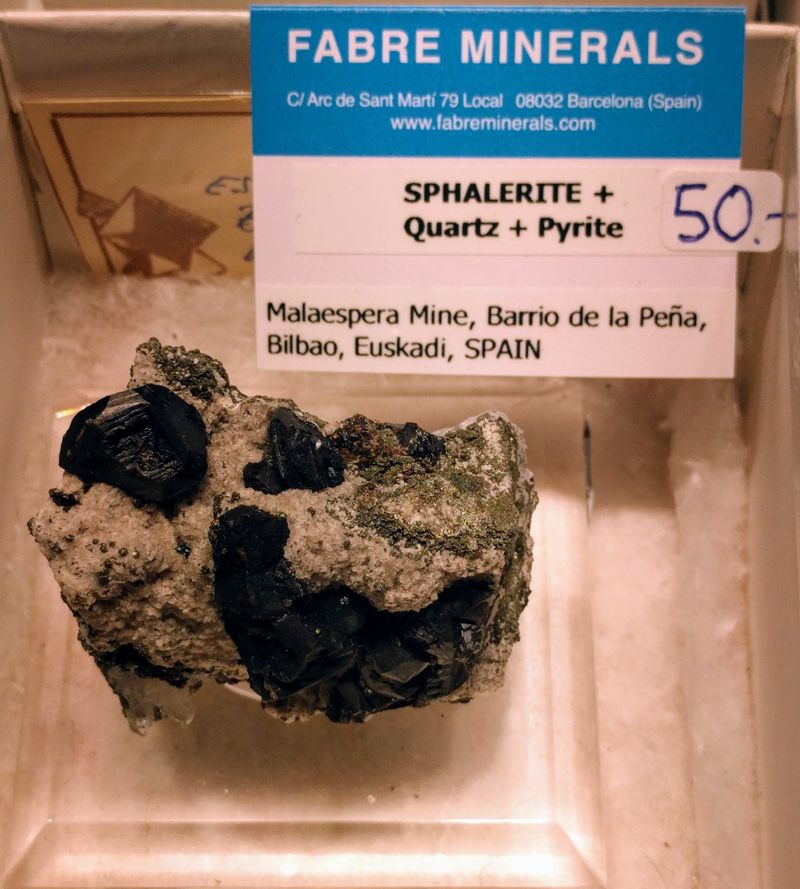 FABRE MINERALS
C/ Arc de Sant Martí 79 Local 08032 Barcelona (Spain)
www.fabreminerals.com
SPHALERITE +
Quartz + Pyrite
50.-
Malaespera Mine, Barrio de la Peña,
Bilbao, Euskadi, SPAIN